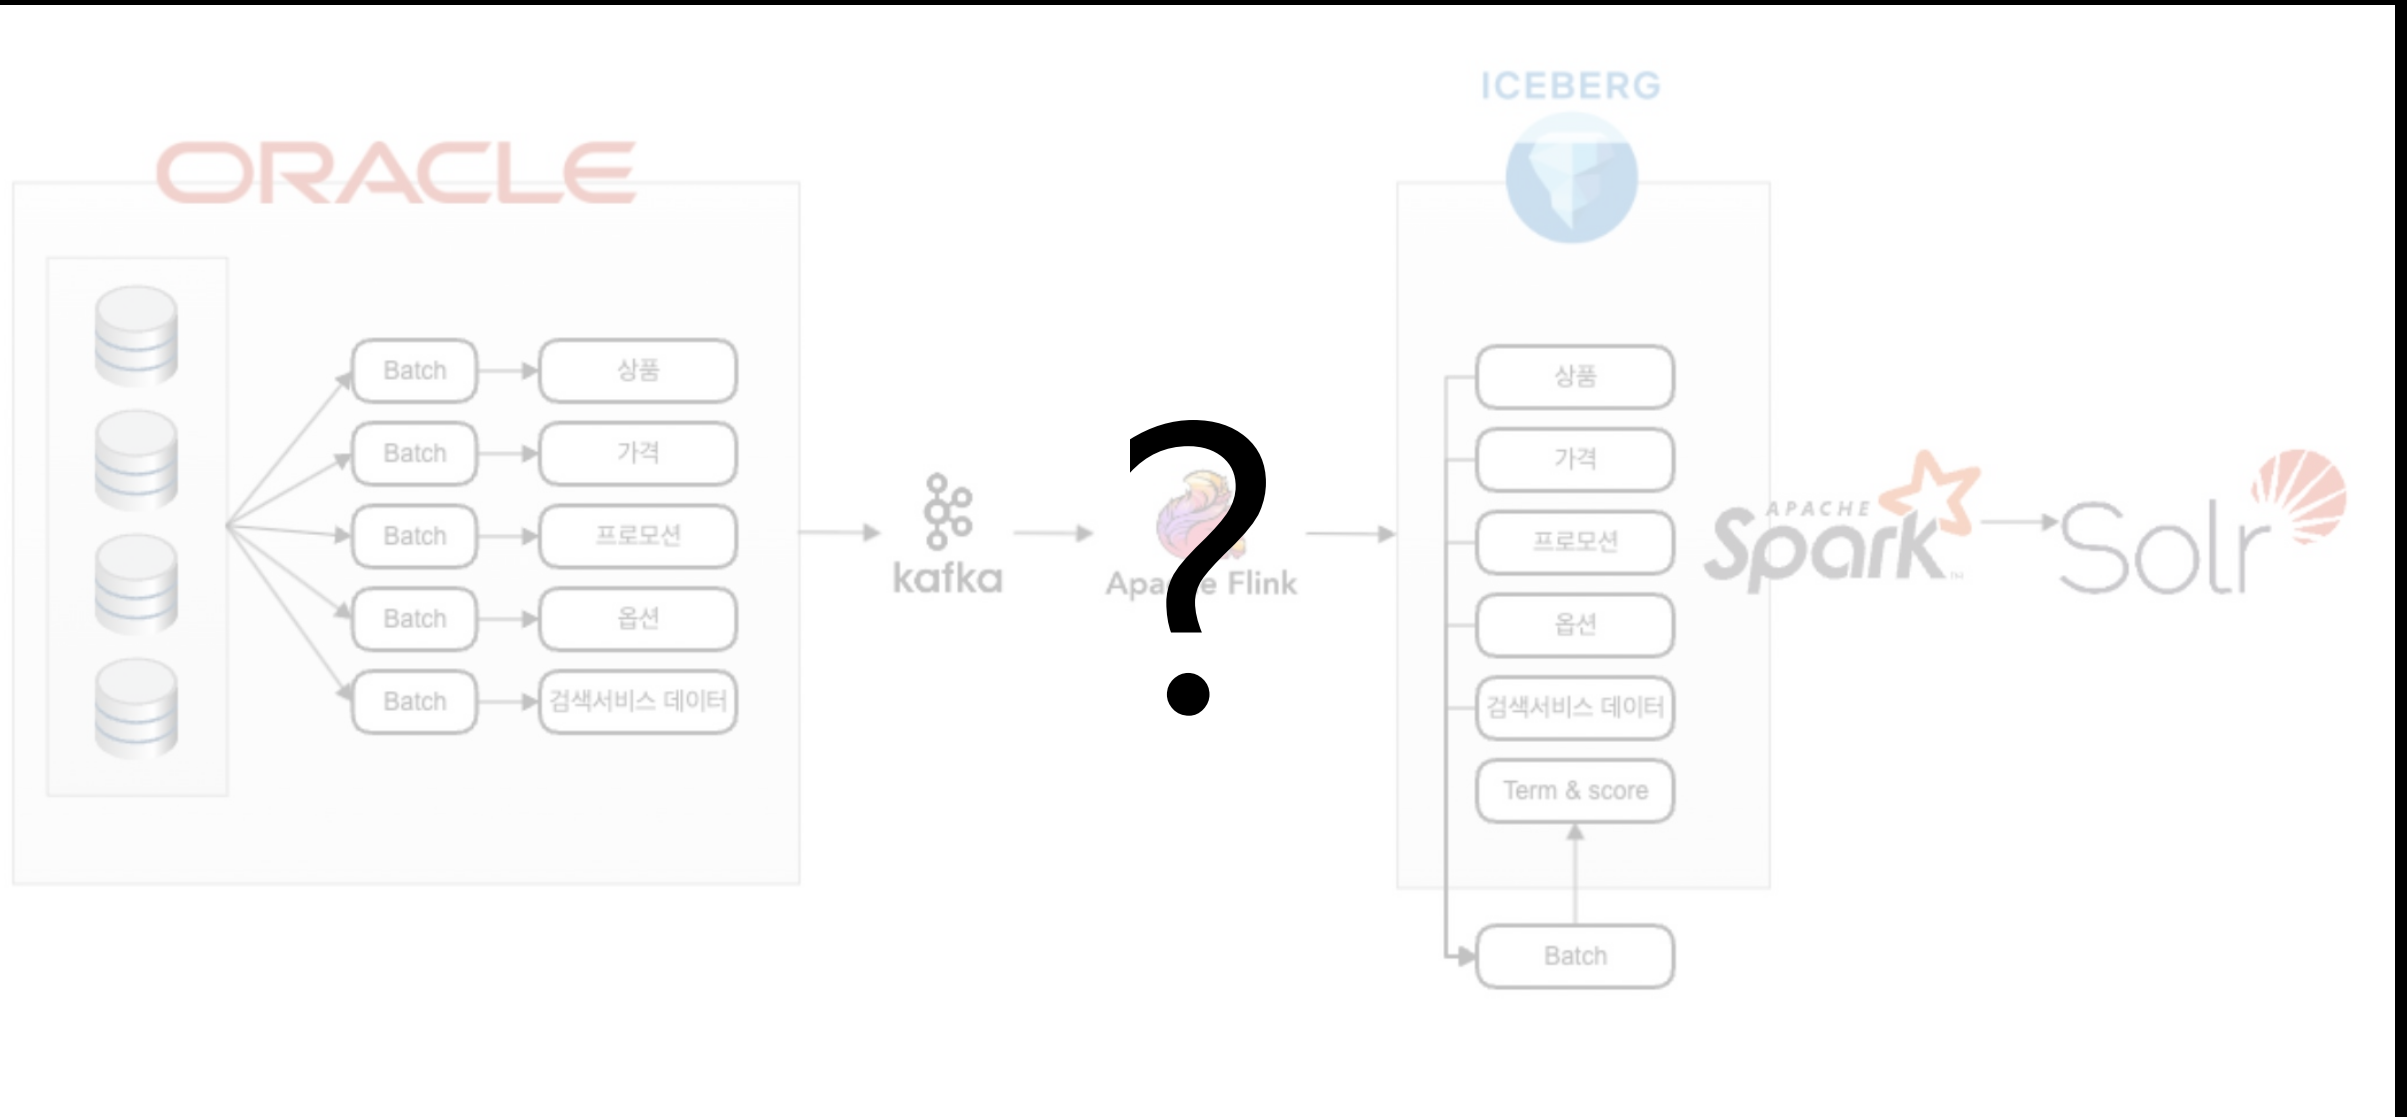 ICEBERG
ORACLE
Batch
상품
Batch
가격
Batch
프로모션
Batch
옵션
Batch
검색서비스 데이터
kafka
?
Apache Flink
상품
가격
프로모션
옵션
검색서비스 데이터
Term & score
Batch
APACHE
Spark™
Solr